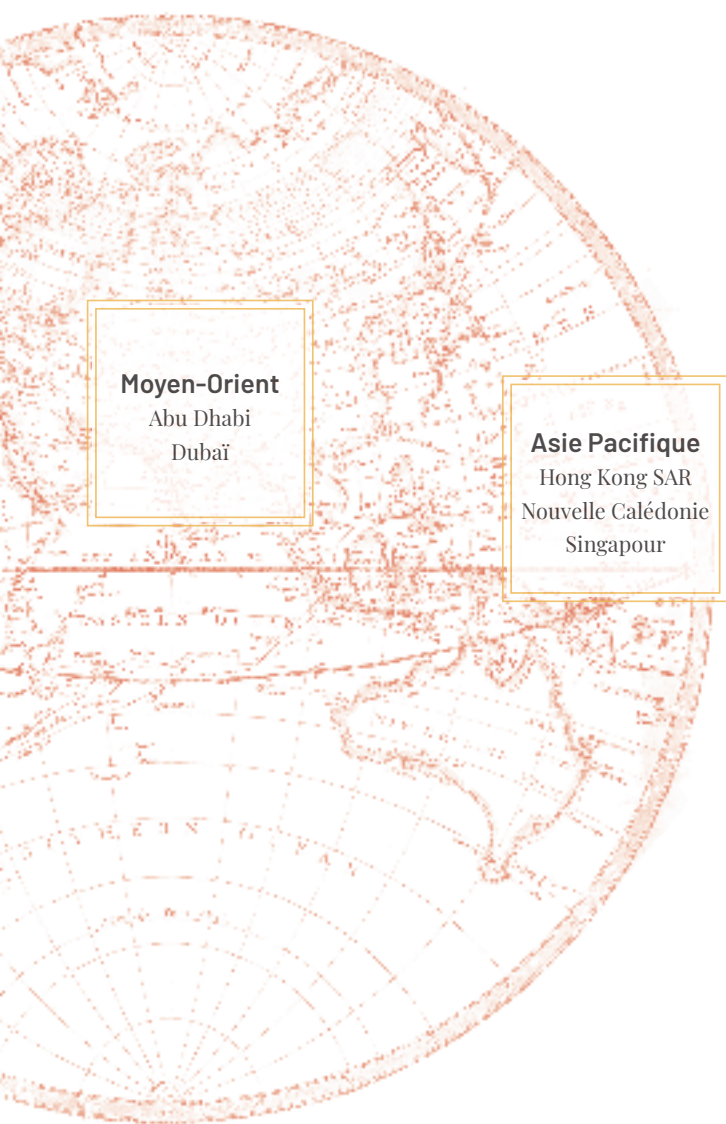 Moyen-Orient
Abu Dhabi
Dubaï
Asie Pacifique
Hong Kong SAR
Nouvelle Calédonie
Singapour